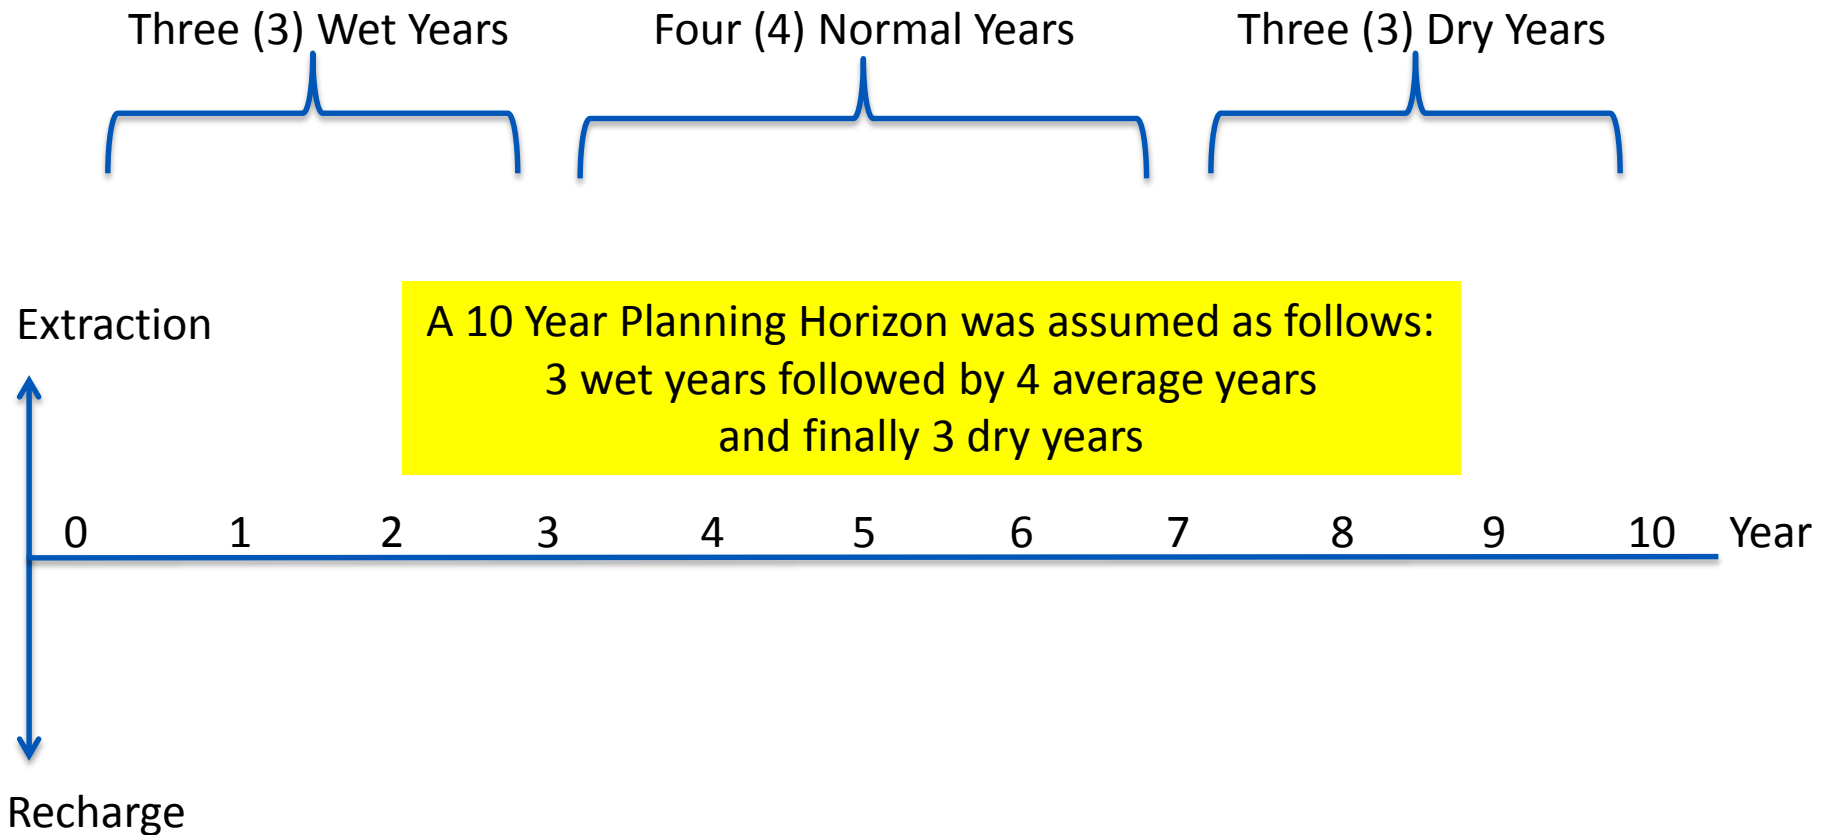 Three (3) Wet Years
Four (4) Normal Years
Three (3) Dry Years
Extraction
A 10 Year Planning Horizon was assumed as follows:
3 wet years followed by 4 average years
and finally 3 dry years
0 1 2 3 4 5 6 7 8 9 10 Year
Recharge